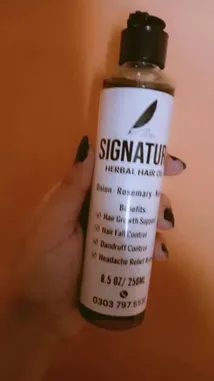 SIGNATUR
HERBAL HAIR
Onion · Rosemary ·
Benefits
Hair Growth Support
Hair Fall Control
Dandruff Control
Headache Relief
8.5 OZ/ 250ML
0303 797